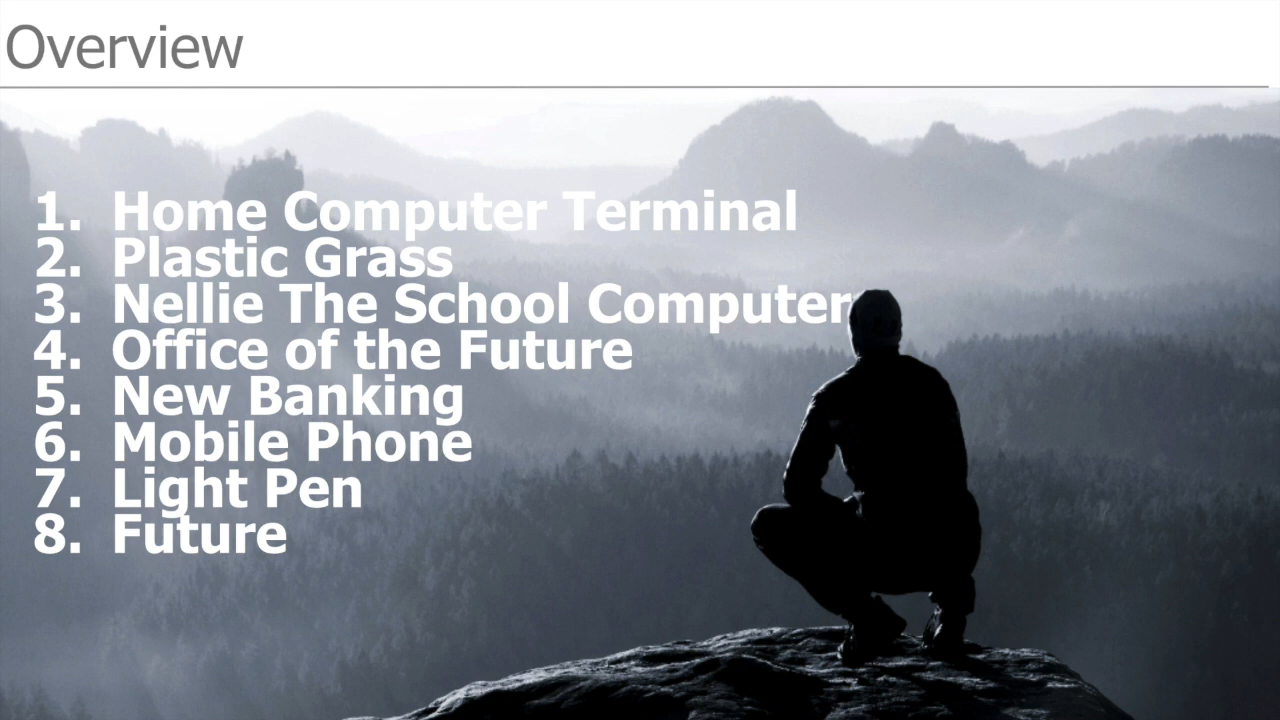 Overview
1. Home Computer Terminal
2. Plastic Grass
3. Nellie The School Computer
4. Office of the Future
5. New Banking
6. Mobile Phone
7. Light Pen
8. Future